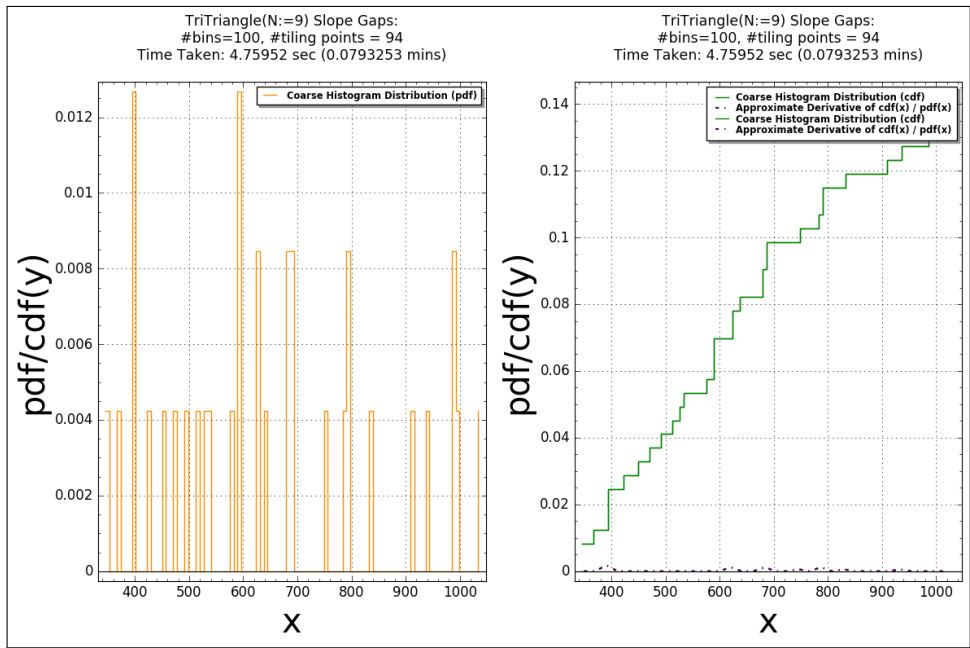 TriTriangle(N:=9) Slope Gaps:
#bins=100, #tiling points = 94
Time Taken: 4.75952 sec (0.0793253 mins)
Coarse Histogram Distribution (pdf)
0.012
0.01
0.008
0.006
0.004
0.002
0
pdf/cdf(y)
400 500 600 700 800 900 1000
x
TriTriangle(N:=9) Slope Gaps:
#bins=100, #tiling points = 94
Time Taken: 4.75952 sec (0.0793253 mins)
Coarse Histogram Distribution (cdf)
Approximate Derivative of cdf(x) / pdf(x)
Coarse Histogram Distribution (cdf)
Approximate Derivative of cdf(x) / pdf(x)
0.14
0.12
0.1
0.08
0.06
0.04
0.02
0
pdf/cdf(y)
400 500 600 700 800 900 1000
x